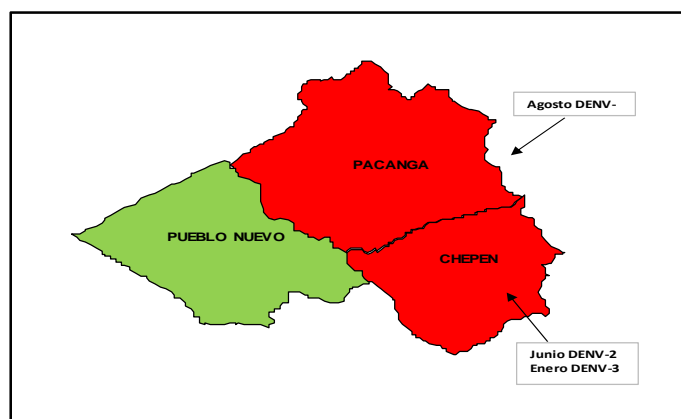 Agosto DENV-
PACANGA
PUEBLO NUEVO
CHEPEN
Junio DENV-2
Enero DENV-3